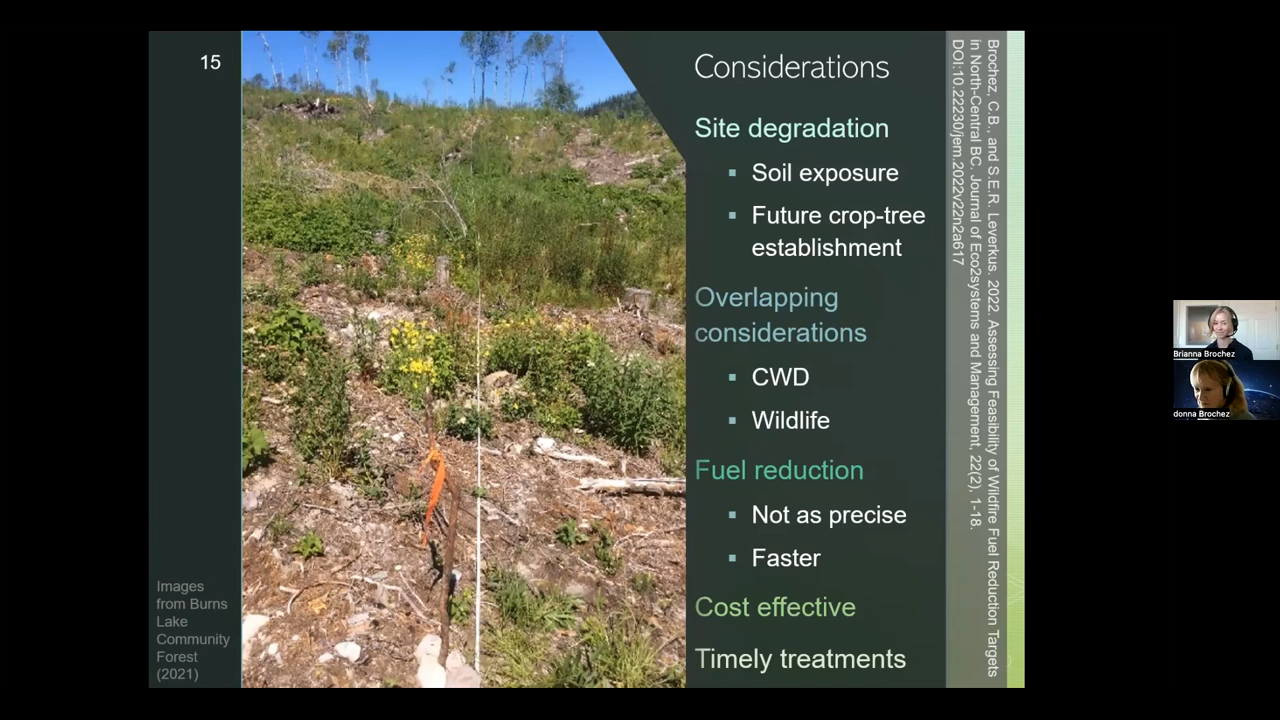 15
Considerations
Site degradation
▪ Soil exposure
▪ Future crop-tree
establishment
Overlapping
considerations
▪ CWD
▪ Wildlife
Fuel reduction
▪ Not as precise
▪ Faster
Cost effective
Timely treatments
Images
from Burns
Lake
Community
Forest
(2021)
Brochez, C.B., and S.E.R. Leverkus. 2022. Assessing Feasibility of Wildfire Fuel Reduction Targets
in North-Central BC. Journal of Eco2systems and Management, 22(2), 1-18.
DOI:10.22230/jem.2022v22n2a617
Brianna Brochez
donna Brochez